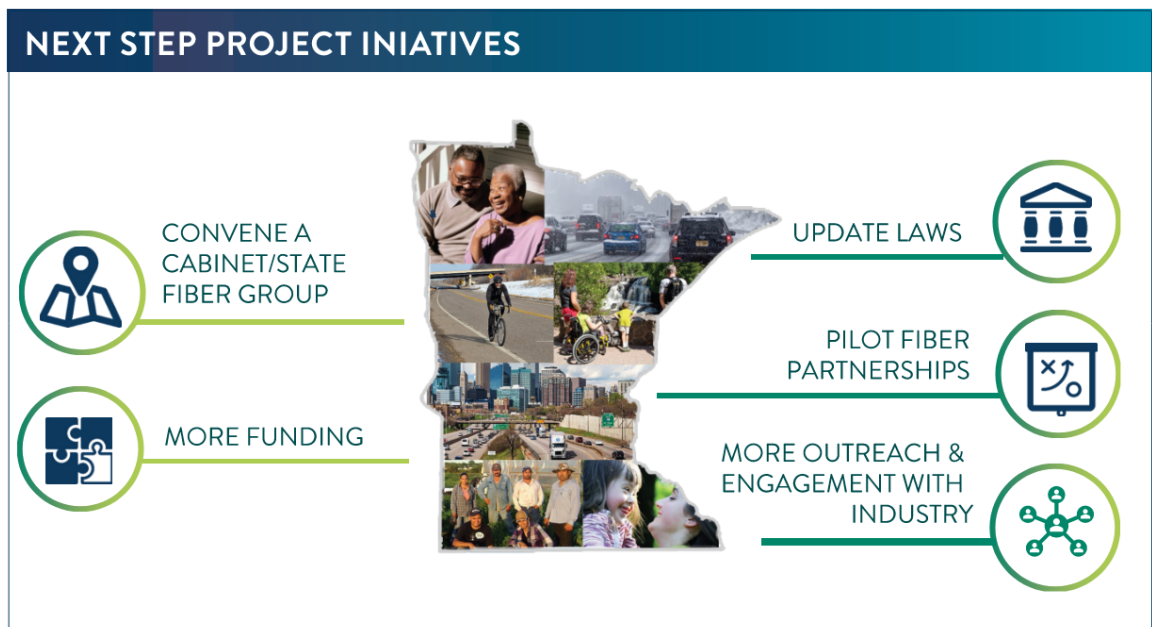 NEXT STEP PROJECT INIATIVES
CONVENE A
CABINET/STATE
FIBER GROUP
MORE FUNDING
UPDATE LAWS
PILOT FIBER
PARTNERSHIPS
MORE OUTREACH &
ENGAGEMENT WITH
INDUSTRY